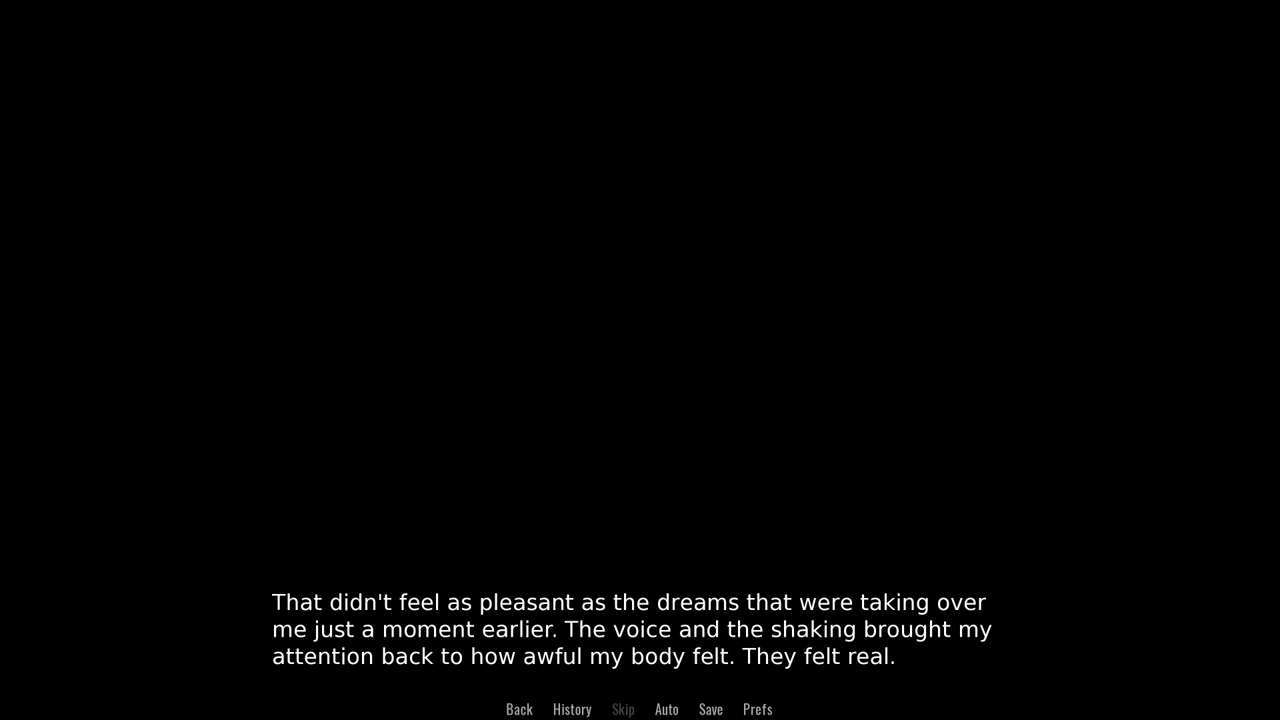 That didn't feel as pleasant as the dreams that were taking over
me just a moment earlier. The voice and the shaking brought my
attention back to how awful my body felt. They felt real.
Back History Skip Auto Save Prefs